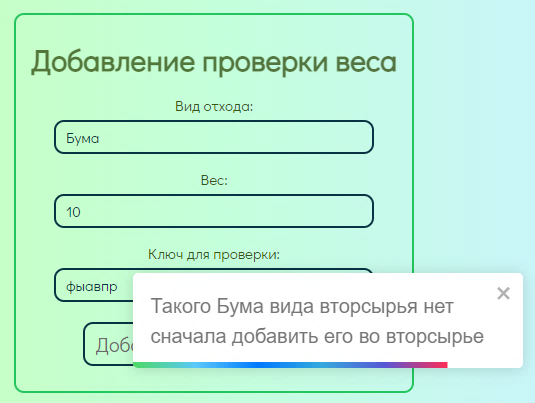 Добавление проверки веса
Вид отхода:
Бума
Вес:
10
Ключ для проверки:
фыавпр
Такого Бума вида вторсырья нет
сначала добавить его во вторсырье